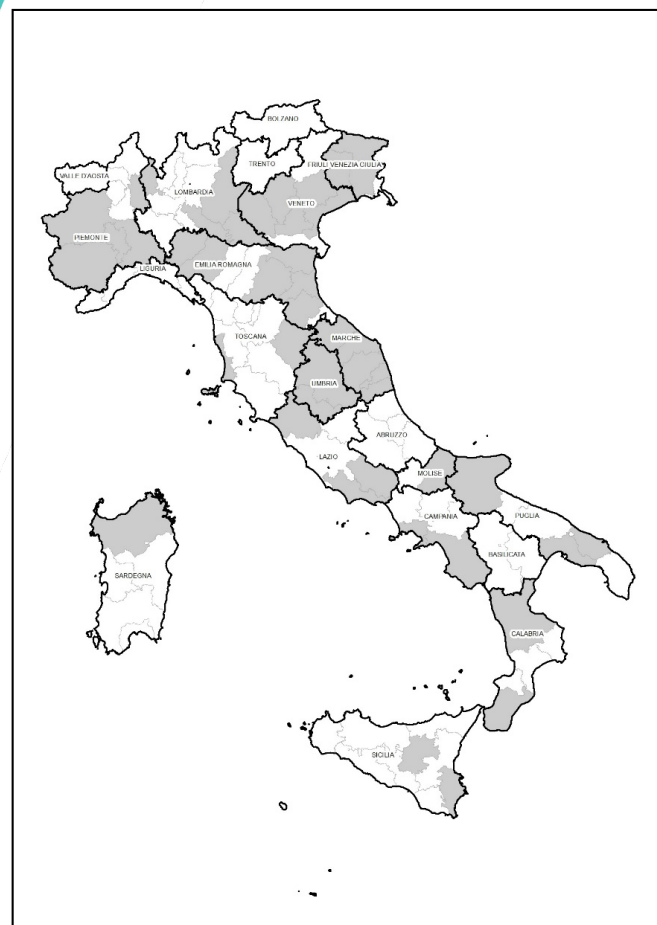 BOLZANO
TRENTO
FRIULI VENEZIA GIULIA
VALLE D'AOSTA
LOMBARDIA
VENETO
PIEMONTE
EMILIA ROMAGNA
LIGURIA
TOSCANA
MARCHE
UMBRIA
ABRUZZO
LAZIO
MOLISE
CAMPANIA
PUGLIA
BASILICATA
SARDEGNA
CALABRIA
SICILIA